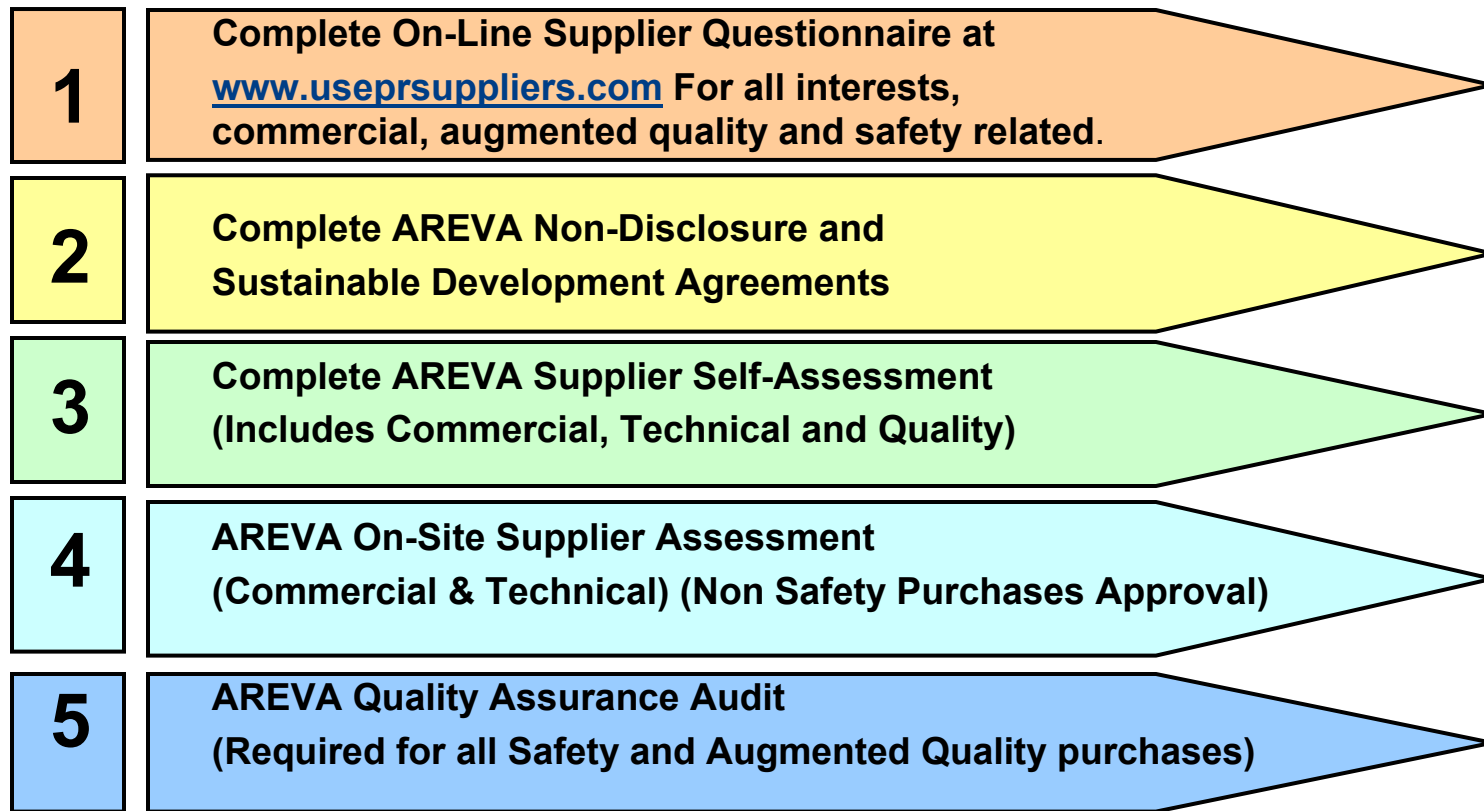 1
Complete On-Line Supplier Questionnaire at
www.useprsuppliers.com For all interests,
commercial, augmented quality and safety related.
2
Complete AREVA Non-Disclosure and
Sustainable Development Agreements
3
Complete AREVA Supplier Self-Assessment
(Includes Commercial, Technical and Quality)
4
AREVA On-Site Supplier Assessment
(Commercial & Technical) (Non Safety Purchases Approval)
5
AREVA Quality Assurance Audit
(Required for all Safety and Augmented Quality purchases)